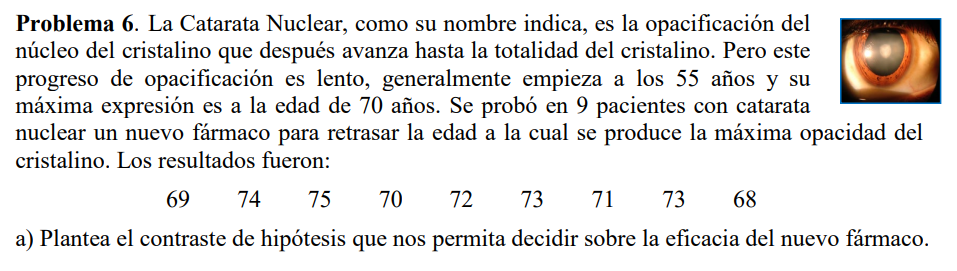 Problema 6. La Catarata Nuclear, como su nombre indica, es la opacificación del
núcleo del cristalino que después avanza hasta la totalidad del cristalino. Pero este
progreso de opacificación es lento, generalmente empieza a los 55 años y su
máxima expresión es a la edad de 70 años. Se probó en 9 pacientes con catarata
nuclear un nuevo fármaco para retrasar la edad a la cual se produce la máxima opacidad del
cristalino. Los resultados fueron:
69 74 75 70 72 73 71 73 68
a) Plantea el contraste de hipótesis que nos permita decidir sobre la eficacia del nuevo fármaco.